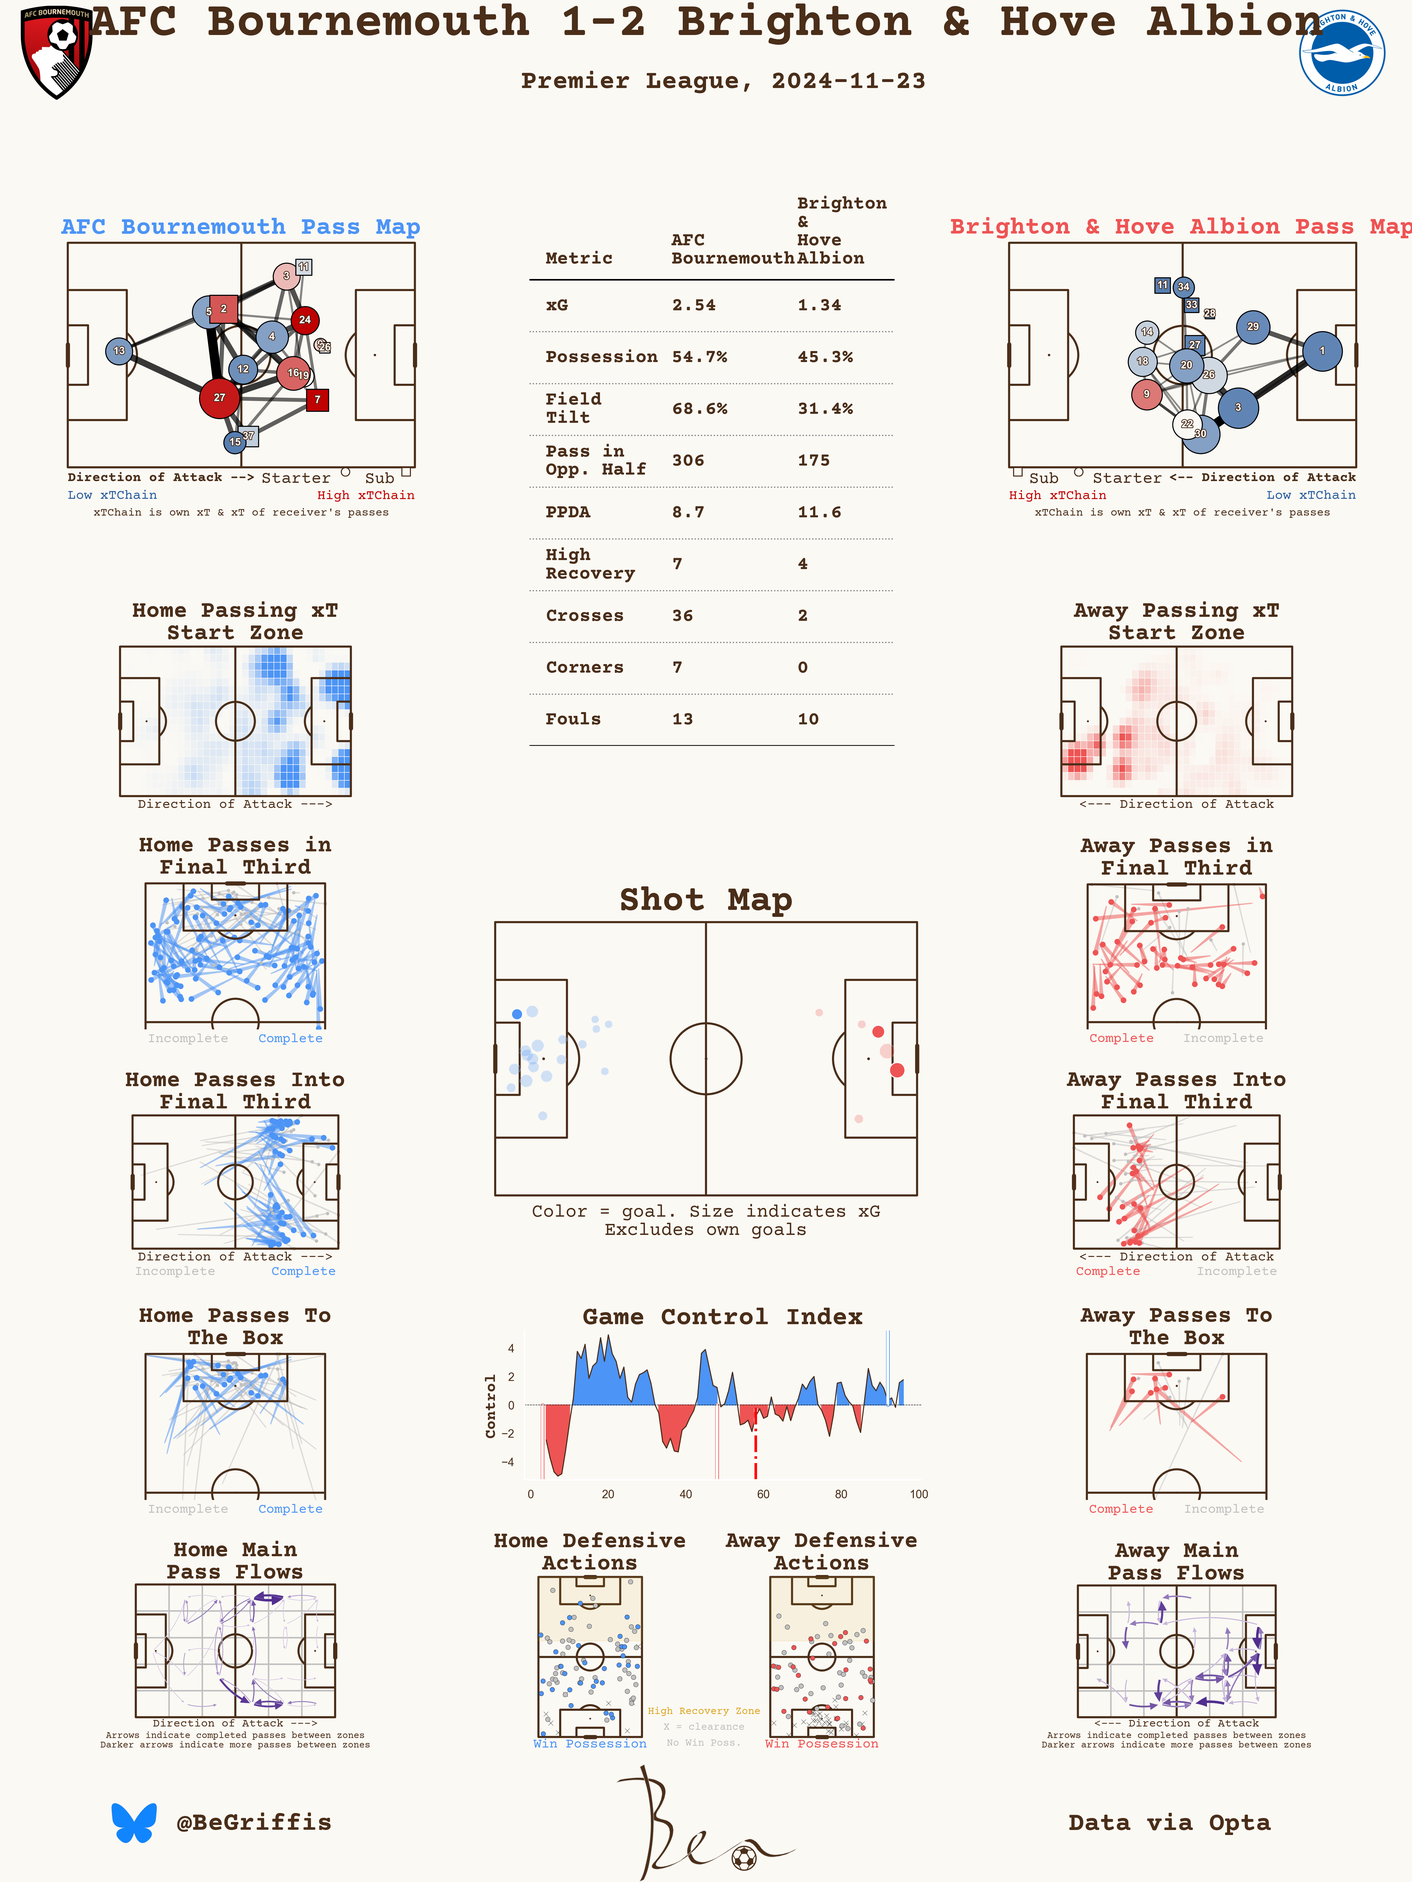 AFC Bournemouth 1-2 Brighton & Hove Albion
Premier League, 2024-11-23
AFC BOURNEMOUTH
BRIGHTON & HOVE
ALBION
AFC Bournemouth Pass Map
13
5
2
3
11
24
4
26
12
16
19
27
7
37
15
Direction of Attack --> Starter Sub
Low xTChain High xTChain
xTChain is own xT & xT of receiver's passes
Metric AFC Bournemouth Brighton & Hove Albion
xG 2.54 1.34
Possession 54.7% 45.3%
Field Tilt 68.6% 31.4%
Pass in Opp. Half 306 175
PPDA 8.7 11.6
High Recovery 7 4
Crosses 36 2
Corners 7 0
Fouls 13 10
Brighton & Hove Albion Pass Map
11
34
33
28
14
29
27
1
18
20
26
9
3
22
30
Sub Starter <-- Direction of Attack
High xTChain Low xTChain
xTChain is own xT & xT of receiver's passes
Home Passing xT
Start Zone
Direction of Attack --->
Away Passing xT
Start Zone
<--- Direction of Attack
Home Passes in
Final Third
Incomplete Complete
Away Passes in
Final Third
Complete Incomplete
Shot Map
Color = goal. Size indicates xG
Excludes own goals
Home Passes Into
Final Third
Direction of Attack --->
Incomplete Complete
Away Passes Into
Final Third
<--- Direction of Attack
Complete Incomplete
Home Passes To
The Box
Incomplete Complete
Game Control Index
Control
4
2
0
−2
−4
0 20 40 60 80 100
Away Passes To
The Box
Complete Incomplete
Home Main
Pass Flows
Direction of Attack --->
Arrows indicate completed passes between zones
Darker arrows indicate more passes between zones
Home Defensive
Actions
Win Possession
High Recovery Zone
X = clearance
No Win Poss.
Away Defensive
Actions
Win Possession
Away Main
Pass Flows
<--- Direction of Attack
Arrows indicate completed passes between zones
Darker arrows indicate more passes between zones
@BeGriffis
Ben
Data via Opta